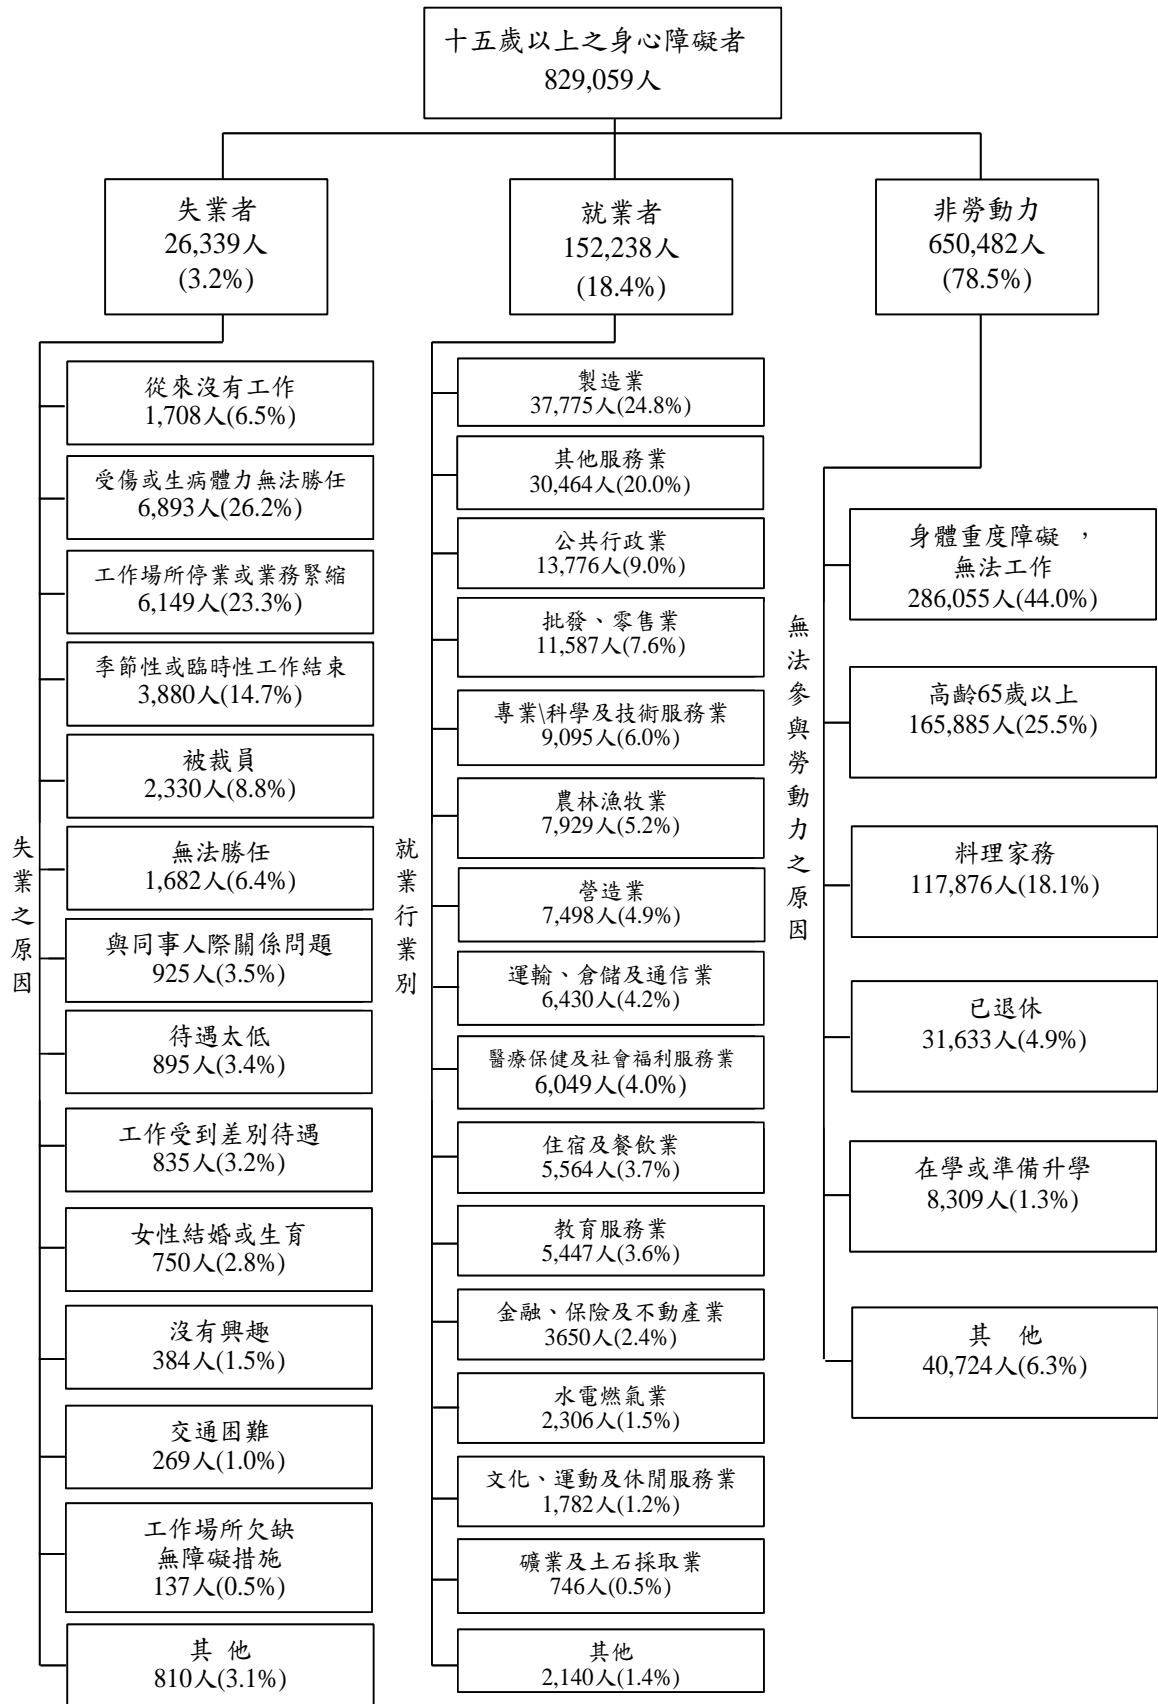 十五歲以上之身心障礙者
829,059人
失業者
26,339人
(3.2%)
就業者
152,238人
(18.4%)
非勞動力
650,482人
(78.5%)
失業之原因
從來沒有工作
1,708人(6.5%)
受傷或生病體力無法勝任
6,893人(26.2%)
工作場所停業或業務緊縮
6,149人(23.3%)
季節性或臨時性工作結束
3,880人(14.7%)
被裁員
2,330人(8.8%)
無法勝任
1,682人(6.4%)
與同事人際關係問題
925人(3.5%)
待遇太低
895人(3.4%)
工作受到差別待遇
835人(3.2%)
女性結婚或生育
750人(2.8%)
沒有興趣
384人(1.5%)
交通困難
269人(1.0%)
工作場所欠缺
無障礙措施
137人(0.5%)
其 他
810人(3.1%)
就業行業別
製造業
37,775人(24.8%)
其他服務業
30,464人(20.0%)
公共行政業
13,776人(9.0%)
批發、零售業
11,587人(7.6%)
專業\科學及技術服務業
9,095人(6.0%)
農林漁牧業
7,929人(5.2%)
營造業
7,498人(4.9%)
運輸、倉儲及通信業
6,430人(4.2%)
醫療保健及社會福利服務業
6,049人(4.0%)
住宿及餐飲業
5,564人(3.7%)
教育服務業
5,447人(3.6%)
金融、保險及不動產業
3650人(2.4%)
水電燃氣業
2,306人(1.5%)
文化、運動及休閒服務業
1,782人(1.2%)
礦業及土石採取業
746人(0.5%)
其他
2,140人(1.4%)
無法參與勞動力之原因
身體重度障礙 ，
無法工作
286,055人(44.0%)
高齡65歲以上
165,885人(25.5%)
料理家務
117,876人(18.1%)
已退休
31,633人(4.9%)
在學或準備升學
8,309人(1.3%)
其 他
40,724人(6.3%)